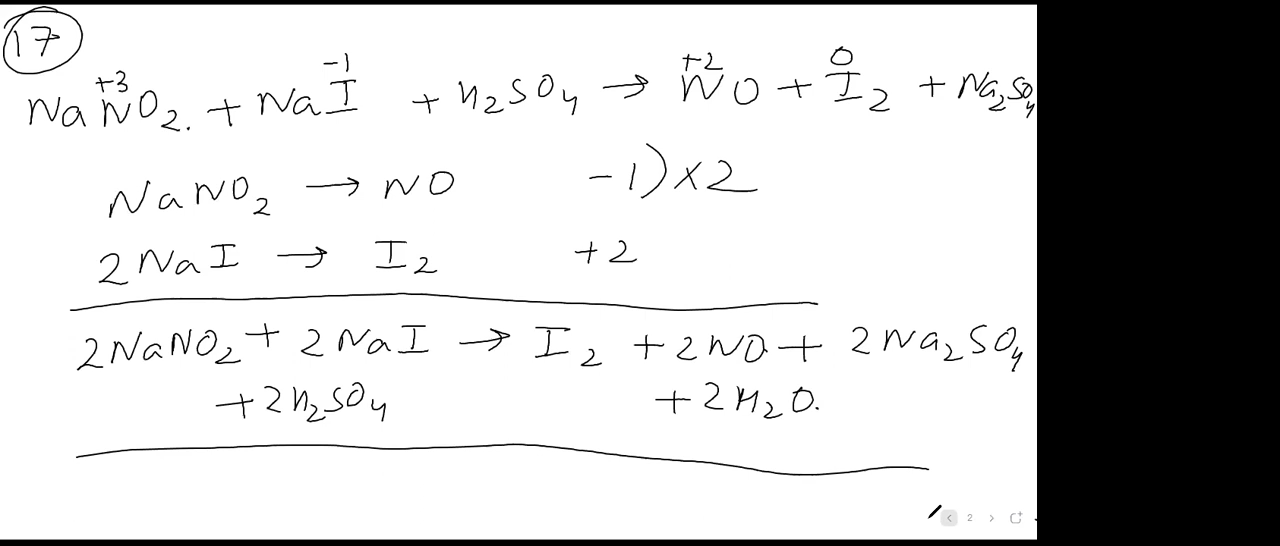 17
+3 -1 +2 0
NaNO2. + NaI + H2SO4 → NO + I2 + Na2SO4
NaNO2 → NO -1) x 2
2NaI → I2 +2
2NaNO2 + 2NaI → I2 + 2NO + 2Na2SO4
+ 2H2SO4 + 2H2O.
2